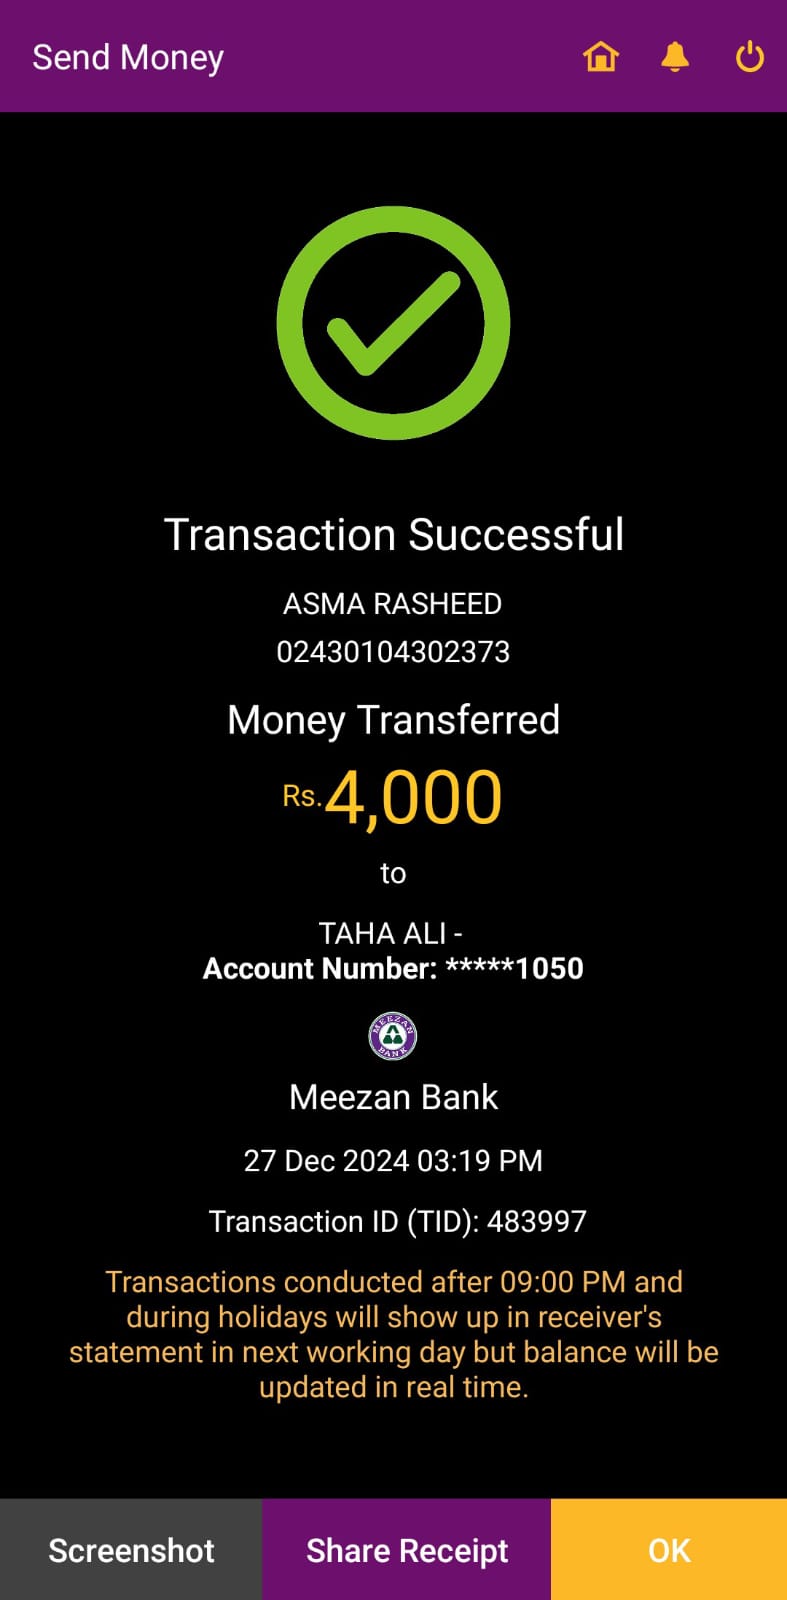 Send Money
Transaction Successful
ASMA RASHEED
02430104302373
Money Transferred
Rs.4,000
to
TAHA ALI -
Account Number: *****1050
MEEZAN
BANK
Meezan Bank
27 Dec 2024 03:19 PM
Transaction ID (TID): 483997
Transactions conducted after 09:00 PM and
during holidays will show up in receiver's
statement in next working day but balance will be
updated in real time.
Screenshot
Share Receipt
OK